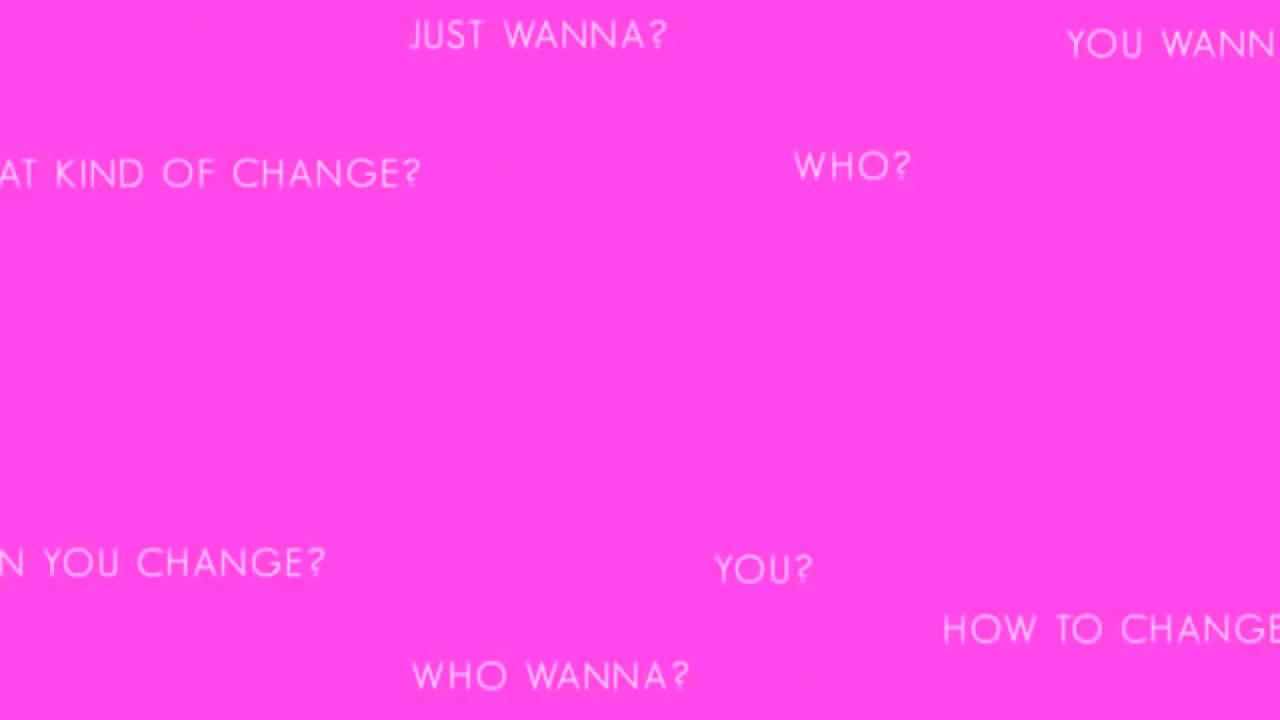 JUST WANNA?
YOU WANN
AT KIND OF CHANGE?
WHO?
N YOU CHANGE?
YOU?
HOW TO CHANGE
WHO WANNA?